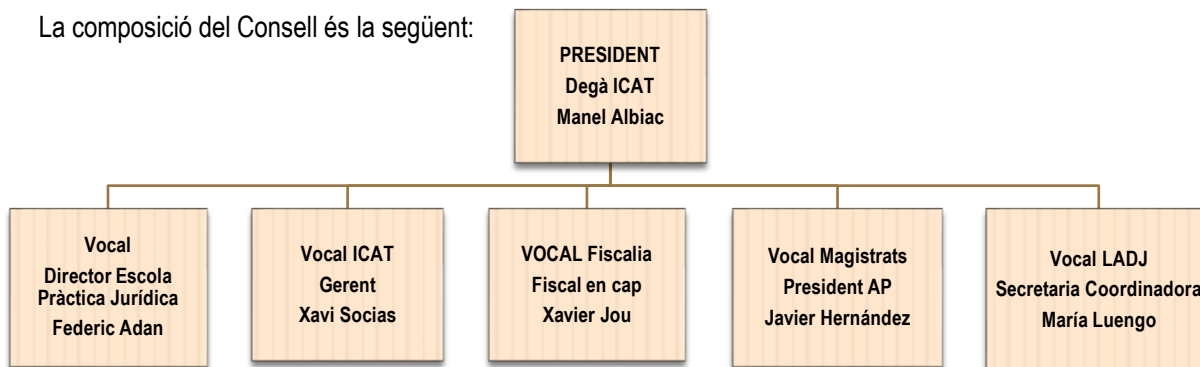 La composició del Consell és la següent:
PRESIDENT
Degà ICAT
Manel Albiac
Vocal
Director Escola
Pràctica Jurídica
Federic Adan
Vocal ICAT
Gerent
Xavi Socias
VOCAL Fiscalia
Fiscal en cap
Xavier Jou
Vocal Magistrats
President AP
Javier Hernández
Vocal LADJ
Secretaria Coordinadora
María Luengo